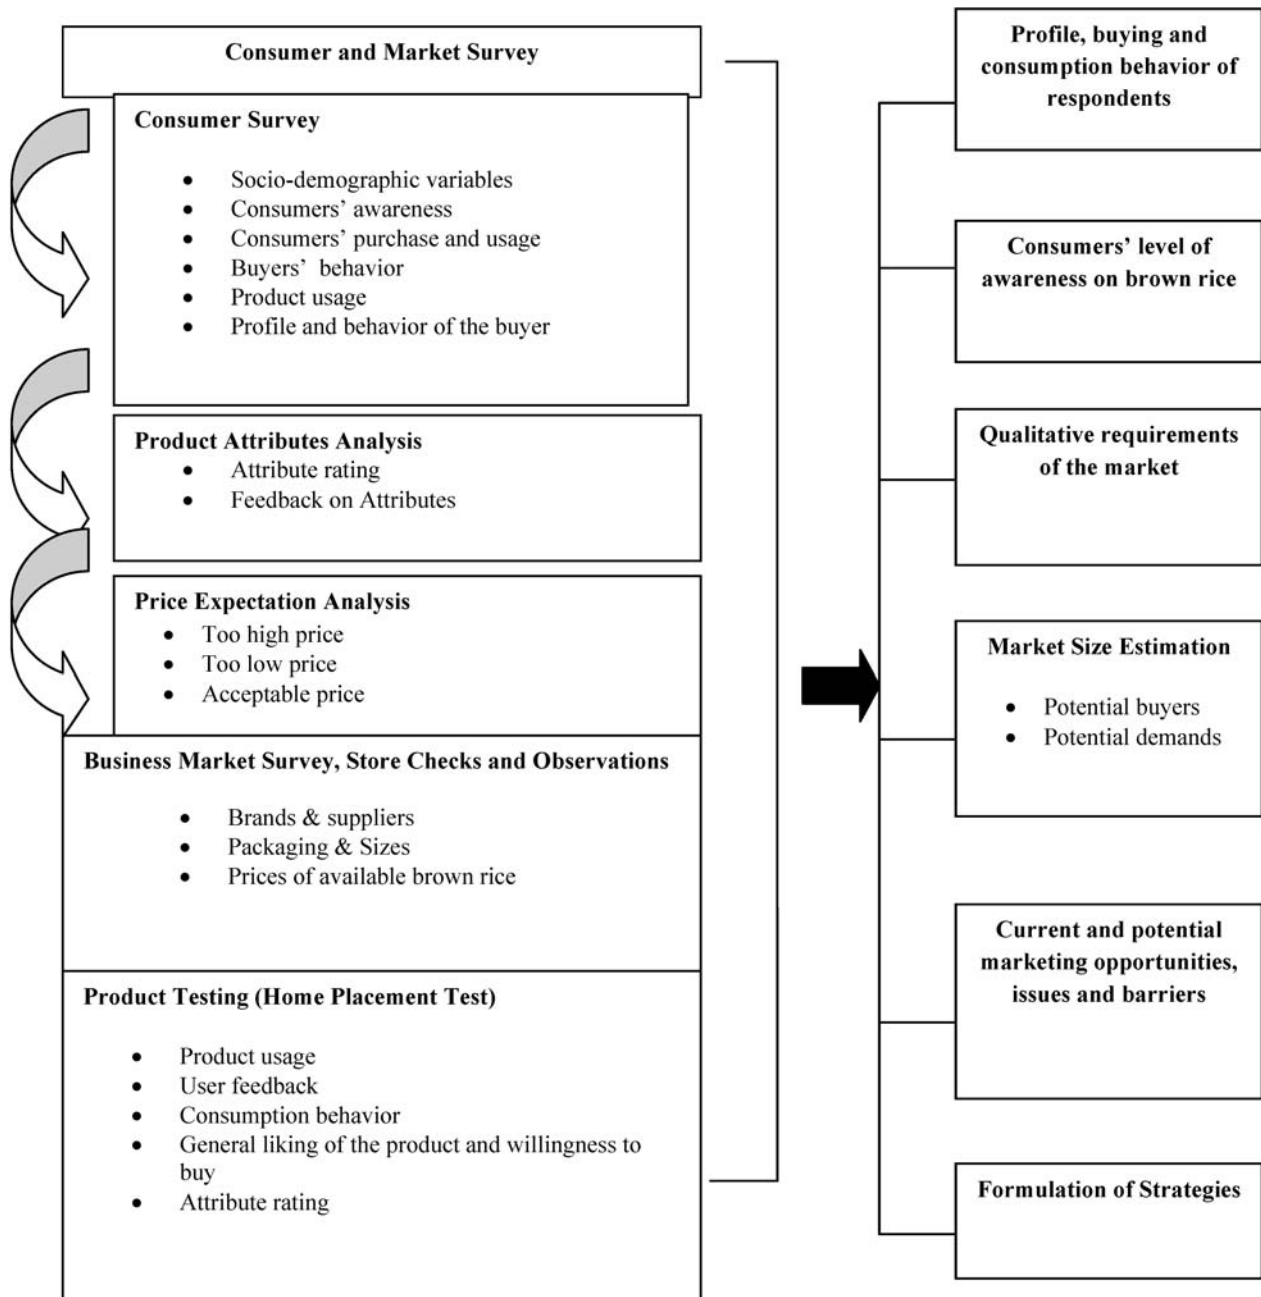 Consumer and Market Survey
Consumer Survey
• Socio-demographic variables
• Consumers’ awareness
• Consumers’ purchase and usage
• Buyers’ behavior
• Product usage
• Profile and behavior of the buyer
Product Attributes Analysis
• Attribute rating
• Feedback on Attributes
Price Expectation Analysis
• Too high price
• Too low price
• Acceptable price
Business Market Survey, Store Checks and Observations
• Brands & suppliers
• Packaging & Sizes
• Prices of available brown rice
Product Testing (Home Placement Test)
• Product usage
• User feedback
• Consumption behavior
• General liking of the product and willingness to
buy
• Attribute rating
Profile, buying and
consumption behavior of
respondents
Consumers’ level of
awareness on brown rice
Qualitative requirements
of the market
Market Size Estimation
• Potential buyers
• Potential demands
Current and potential
marketing opportunities,
issues and barriers
Formulation of Strategies